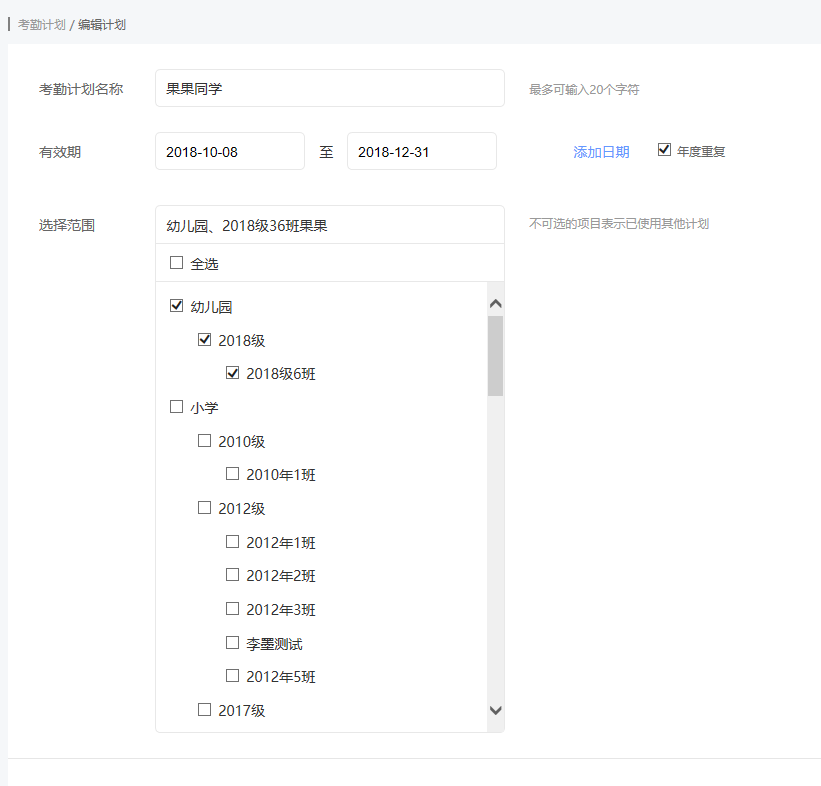 考勤计划 / 编辑计划
考勤计划名称 果果同学 最多可输入20个字符
有效期 2018-10-08 至 2018-12-31 添加日期 年度重复
选择范围 幼儿园、2018级36班果果 不可选的项目表示已使用其他计划
全选
幼儿园
2018级
2018级6班
小学
2010级
2010年1班
2012级
2012年1班
2012年2班
2012年3班
李墨测试
2012年5班
2017级